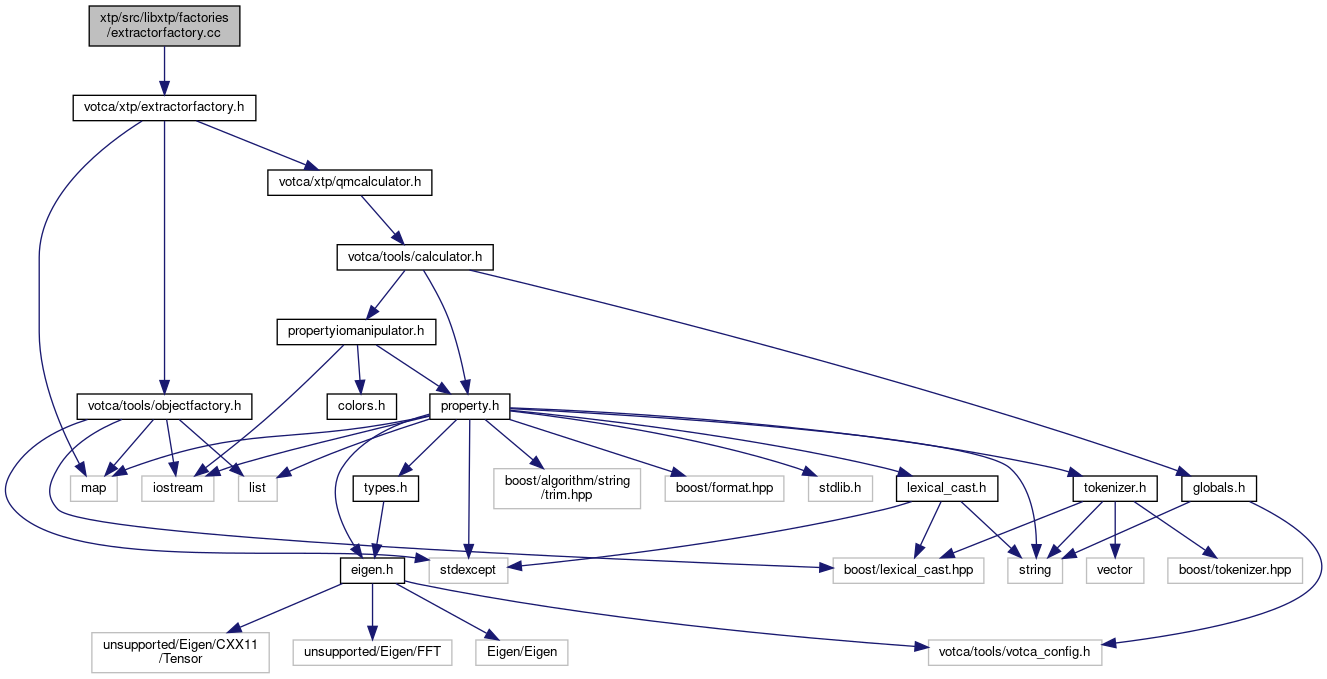 xtp/src/libxtp/factories
/extractorfactory.cc
votca/xtp/extractorfactory.h
votca/xtp/qmcalculator.h
votca/tools/calculator.h
propertyiomanipulator.h
votca/tools/objectfactory.h
colors.h
property.h
map
iostream
list
types.h
boost/algorithm/string
/trim.hpp
boost/format.hpp
stdlib.h
lexical_cast.h
tokenizer.h
globals.h
eigen.h
stdexcept
boost/lexical_cast.hpp
string
vector
boost/tokenizer.hpp
unsupported/Eigen/CXX11
/Tensor
unsupported/Eigen/FFT
Eigen/Eigen
votca/tools/votca_config.h